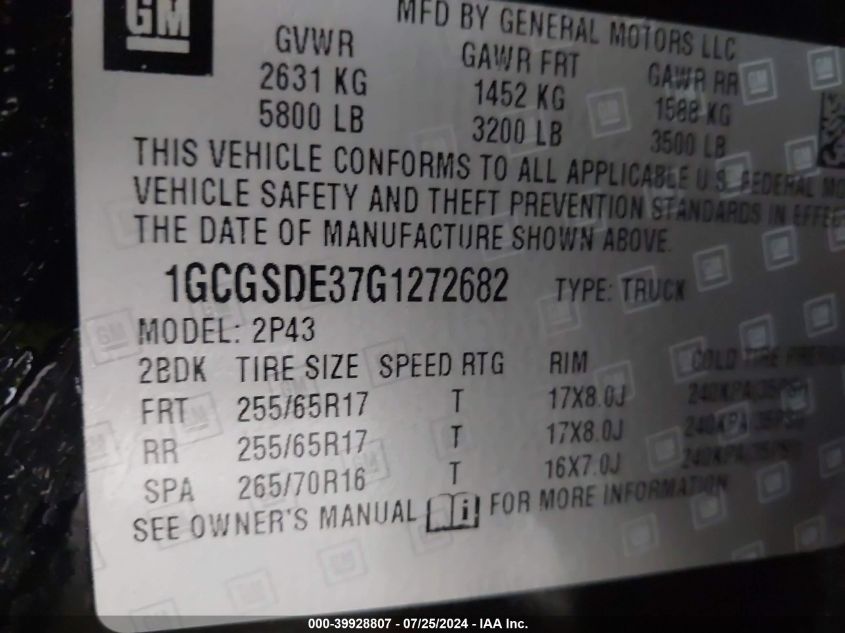 GM
MFD BY GENERAL MOTORS LLC
GVWR GAWR FRT GAWR RR
2631 KG 1452 KG 1588 KG
5800 LB 3200 LB 3500 LB
THIS VEHICLE CONFORMS TO ALL APPLICABLE U.S. FEDERAL
VEHICLE SAFETY AND THEFT PREVENTION STANDARDS IN
THE DATE OF MANUFACTURE SHOWN ABOVE.
1GCGSDE37G1272682 TYPE: TRUCK
MODEL: 2P43
2BDK TIRE SIZE SPEED RTG RIM COLD TIRE
FRT 255/65R17 T 17X8.0J 240KPA/35PSI
RR 255/65R17 T 17X8.0J 240KPA/35PSI
SPA 265/70R16 T 16X7.0J 240KPA/35PSI
SEE OWNER'S MANUAL i FOR MORE INFORMATION
000-39928807 - 07/25/2024 - IAA Inc.